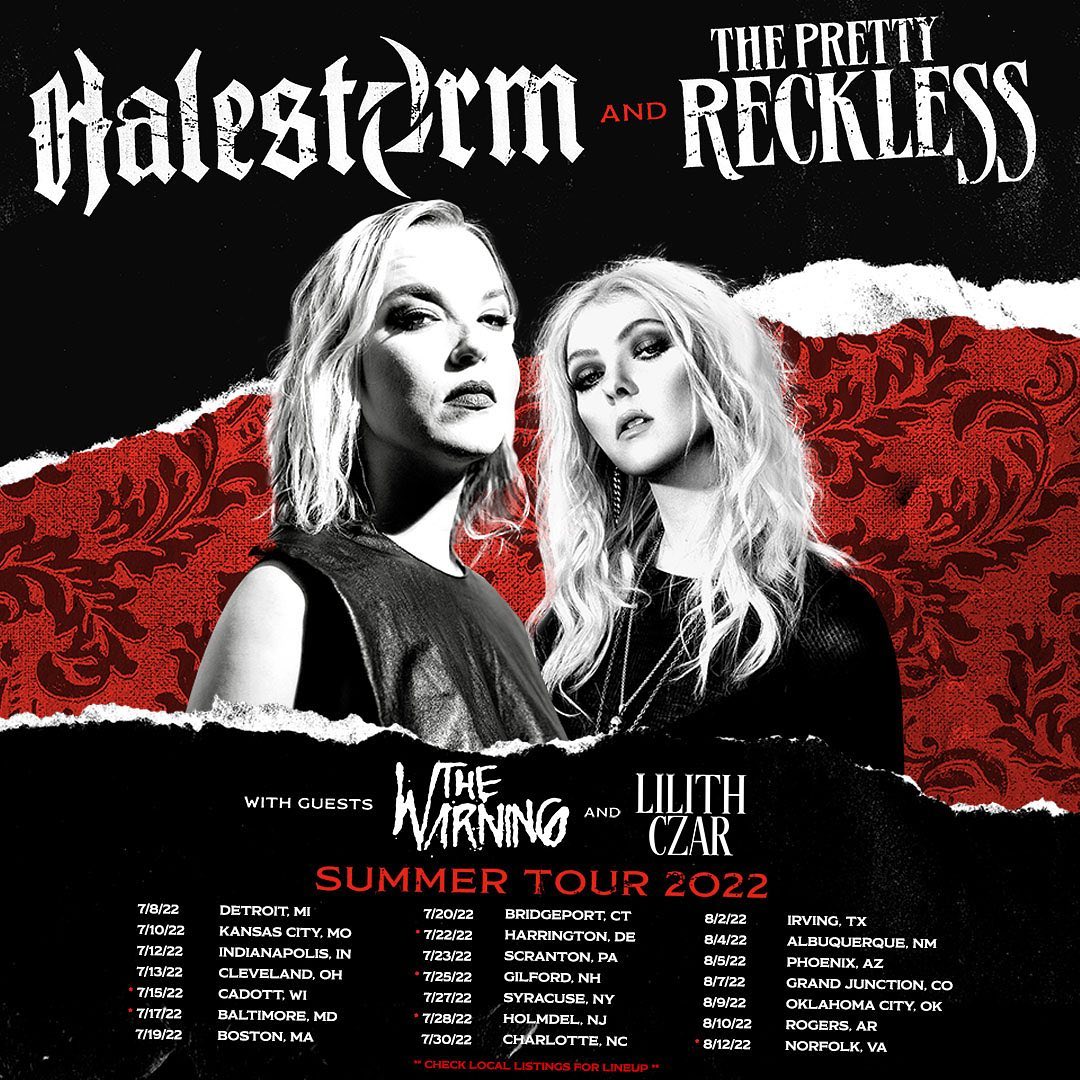 Halestorm AND THE PRETTY
RECKLESS
WITH GUESTS THE WARNING AND LILITH CZAR
SUMMER TOUR 2022
7/8/22 DETROIT, MI
7/10/22 KANSAS CITY, MO
7/12/22 INDIANAPOLIS, IN
7/13/22 CLEVELAND, OH
* 7/15/22 CADOTT, WI
* 7/17/22 BALTIMORE, MD
7/19/22 BOSTON, MA
7/20/22 BRIDGEPORT, CT
* 7/22/22 HARRINGTON, DE
7/23/22 SCRANTON, PA
* 7/25/22 GILFORD, NH
7/27/22 SYRACUSE, NY
* 7/28/22 HOLMDEL, NJ
7/30/22 CHARLOTTE, NC
8/2/22 IRVING, TX
8/4/22 ALBUQUERQUE, NM
8/5/22 PHOENIX, AZ
8/7/22 GRAND JUNCTION, CO
8/9/22 OKLAHOMA CITY, OK
8/10/22 ROGERS, AR
* 8/12/22 NORFOLK, VA
** CHECK LOCAL LISTINGS FOR LINEUP **